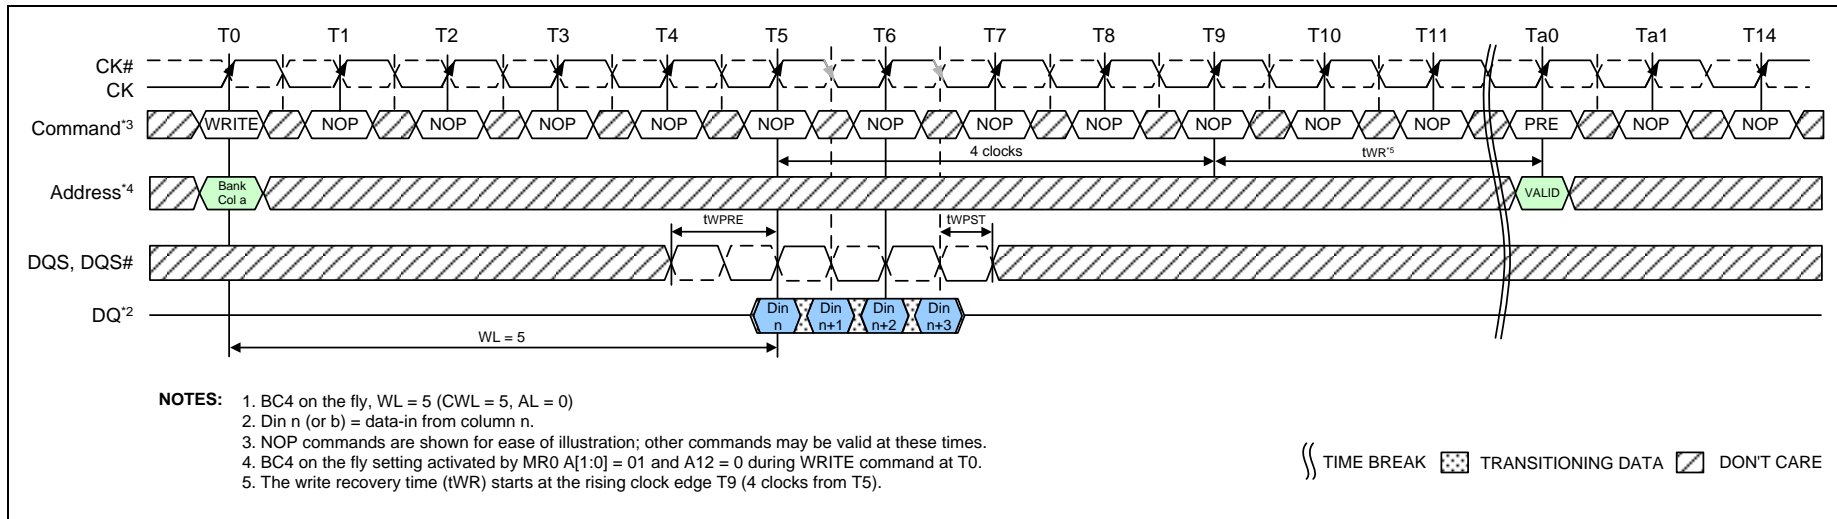 T0 T1 T2 T3 T4 T5 T6 T7 T8 T9 T10 T11 Ta0 Ta1 T14
CK#
CK
Command*3 WRITE NOP NOP NOP NOP NOP NOP NOP NOP NOP NOP NOP PRE NOP NOP
4 clocks tWR*5
Address*4 Bank Col a VALID
tWPRE tWPST
DQS, DQS#
DQ*2 Din n Din n+1 Din n+2 Din n+3
WL = 5
NOTES: 1. BC4 on the fly, WL = 5 (CWL = 5, AL = 0)
2. Din n (or b) = data-in from column n.
3. NOP commands are shown for ease of illustration; other commands may be valid at these times.
4. BC4 on the fly setting activated by MR0 A[1:0] = 01 and A12 = 0 during WRITE command at T0.
5. The write recovery time (tWR) starts at the rising clock edge T9 (4 clocks from T5).
TIME BREAK TRANSITIONING DATA DON'T CARE